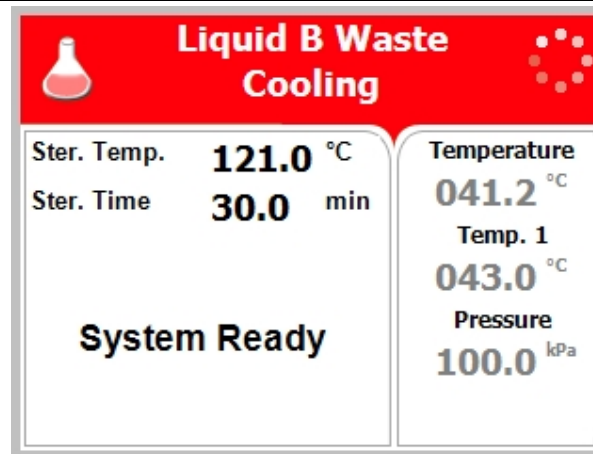 Liquid B Waste
Cooling
Ster. Temp. 121.0 °C
Ster. Time 30.0 min
System Ready
Temperature
041.2 °C
Temp. 1
043.0 °C
Pressure
100.0 kPa